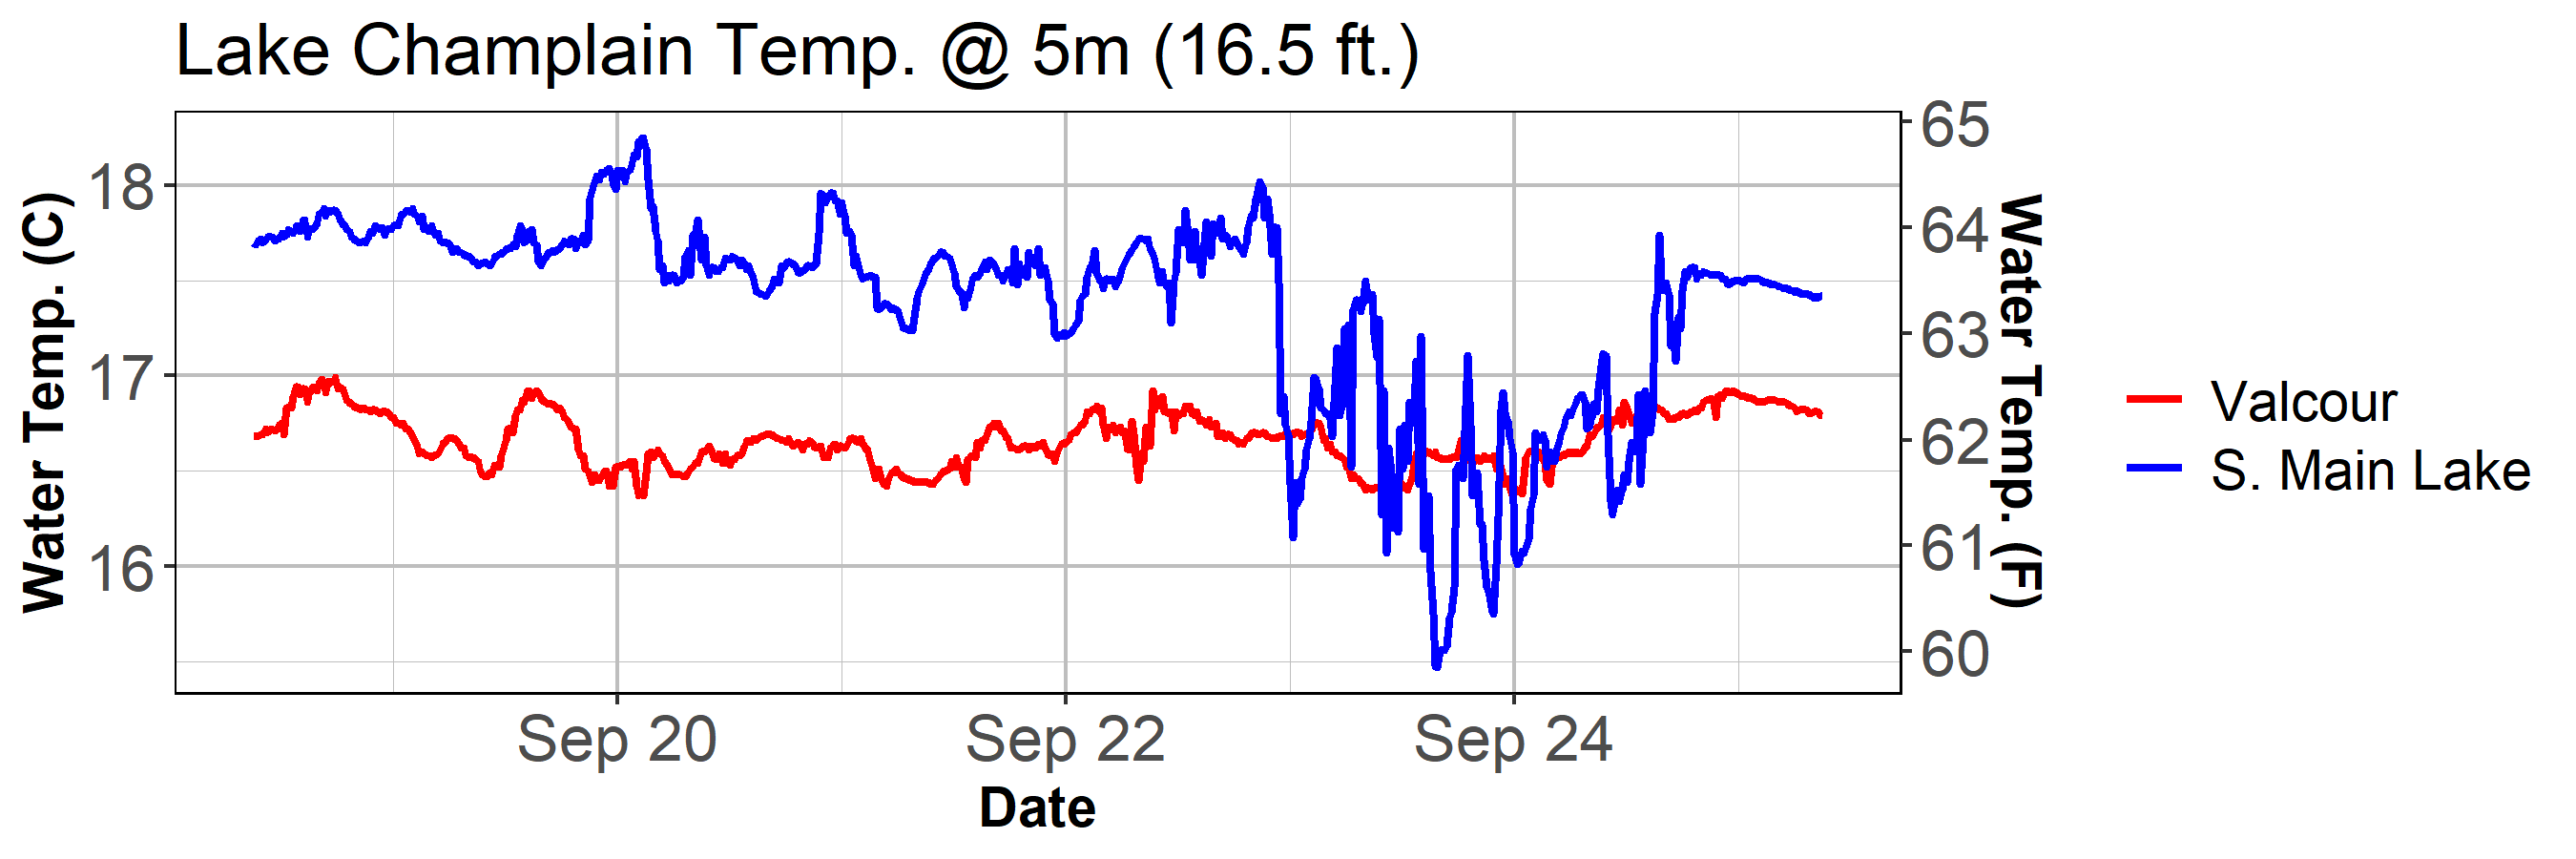 Lake Champlain Temp. @ 5m (16.5 ft.)
Water Temp. (C)
18
17
16
65
64
63
62
61
60
Water Temp. (F)
Sep 20
Sep 22
Sep 24
Date
Valcour
S. Main Lake